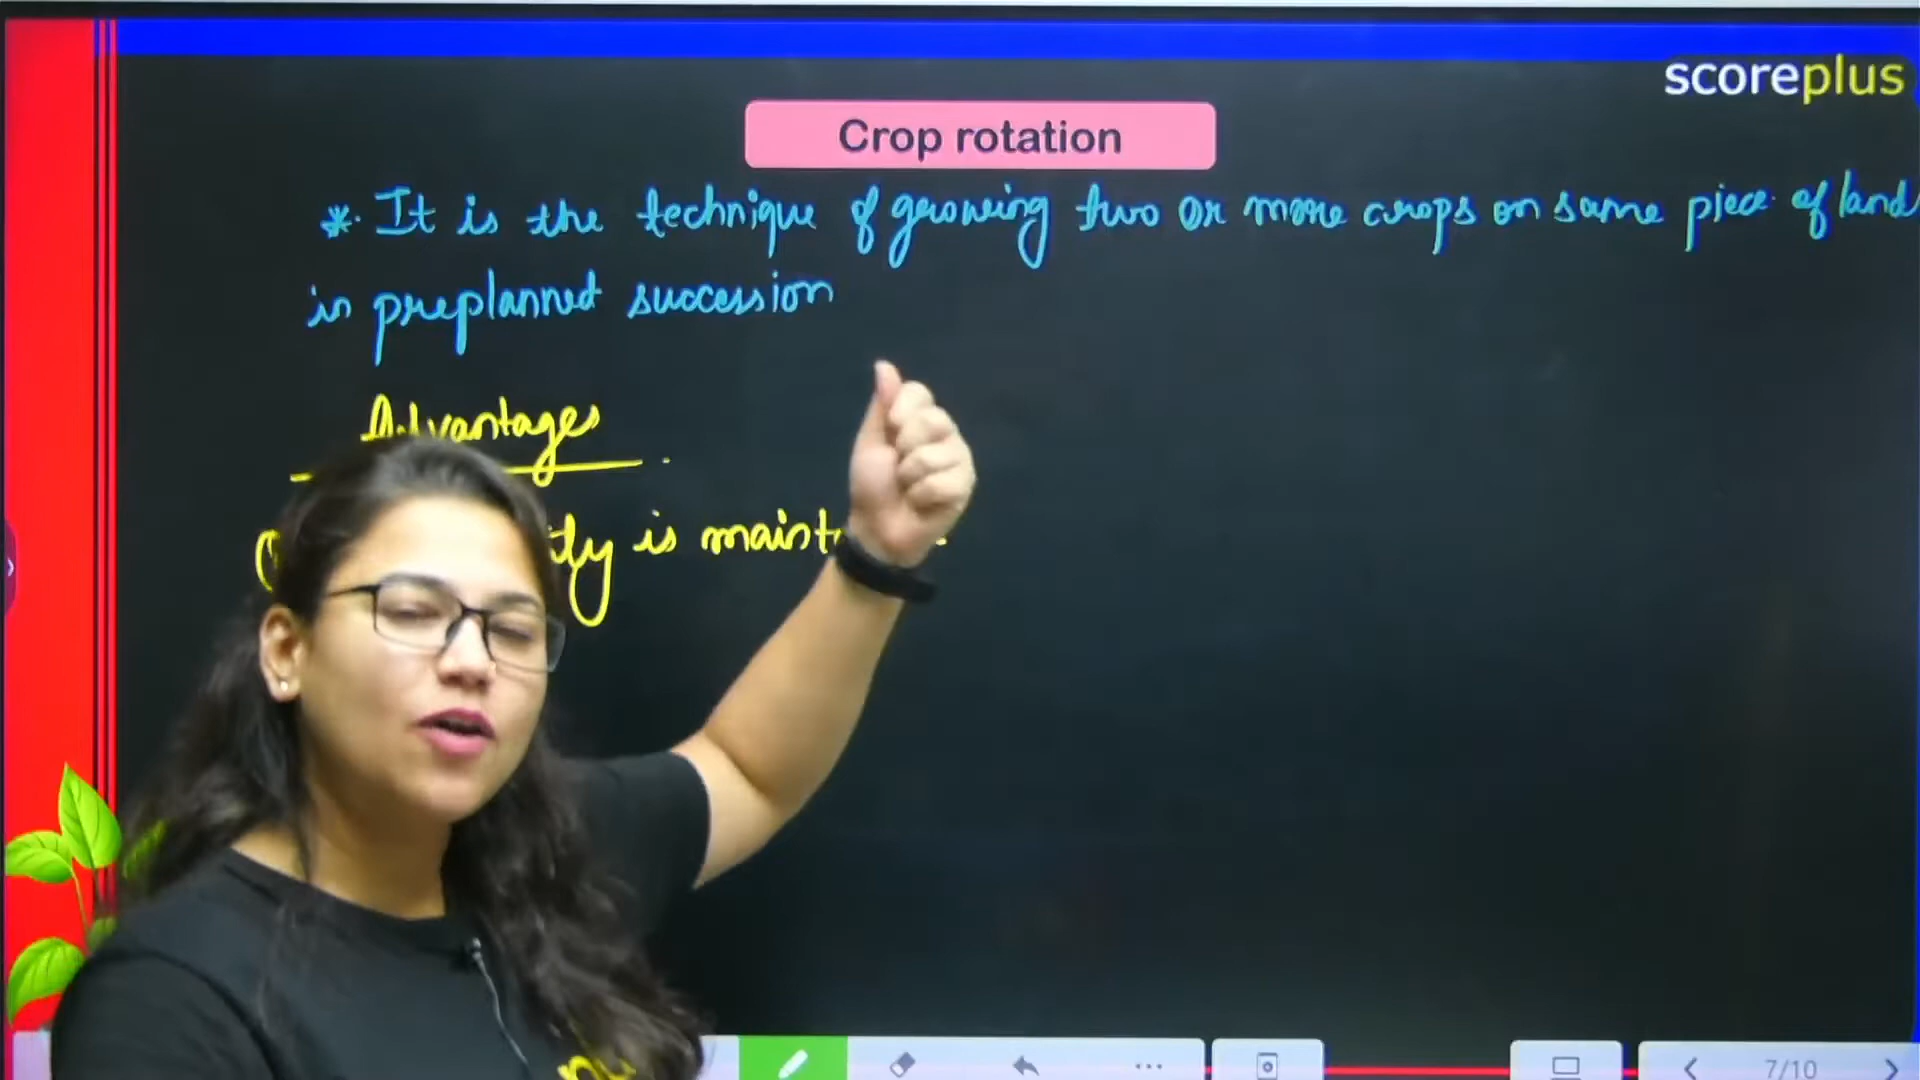 scoreplus
Crop rotation
*. It is the technique of growing two or more crops on same piece of land
in preplanned succession
Advantages
is
7/10